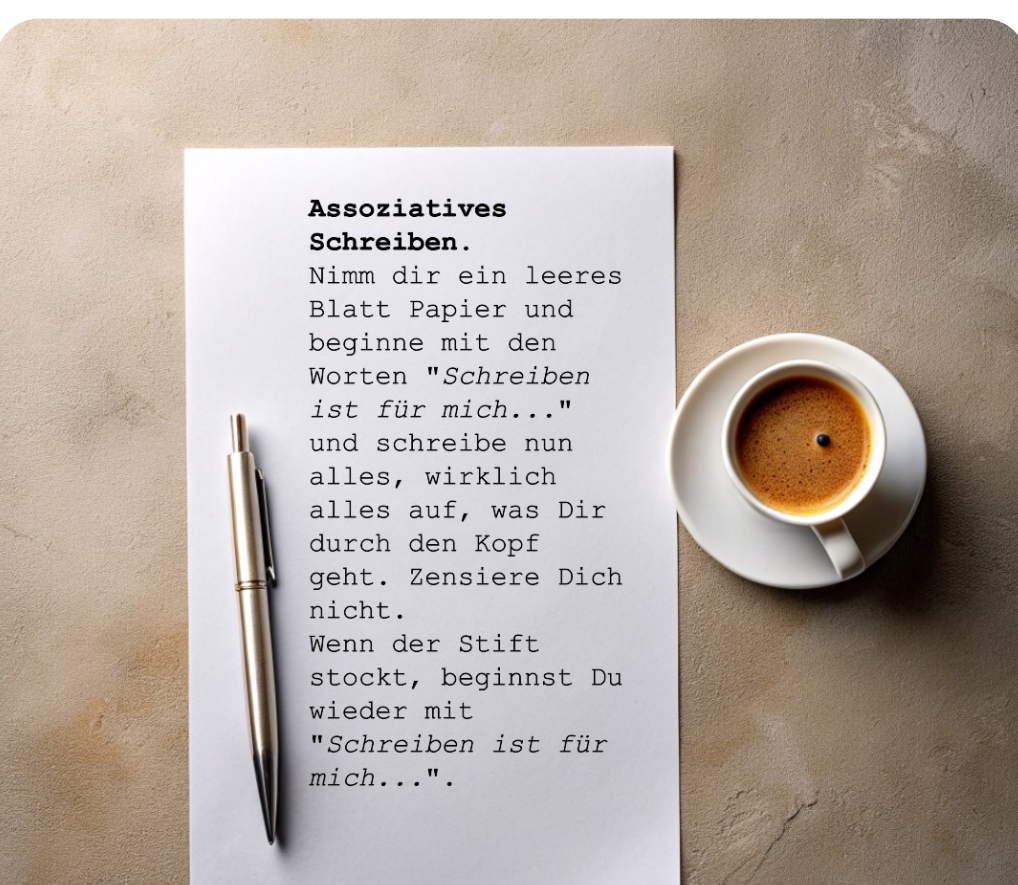 Assoziatives
Schreiben.
Nimm dir ein leeres
Blatt Papier und
beginne mit den
Worten "Schreiben
ist für mich..."
und schreibe nun
alles, wirklich
alles auf, was Dir
durch den Kopf
geht. Zensiere Dich
nicht.
Wenn der Stift
stockt, beginnst Du
wieder mit
"Schreiben ist für
mich...".